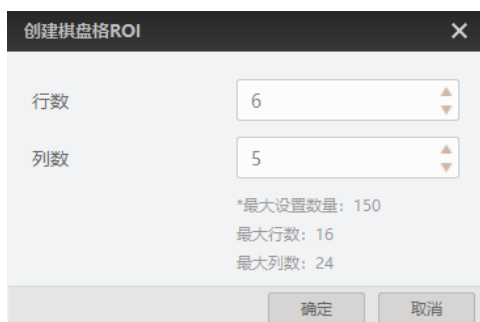 创建棋盘格ROI
行数 6
列数 5
*最大设置数量：150
最大行数：16
最大列数：24
确定 取消